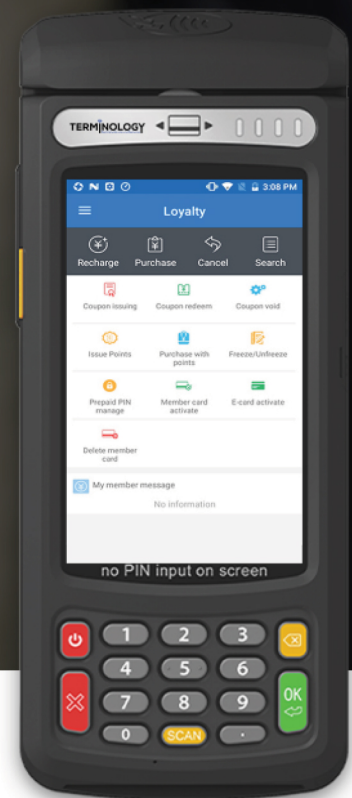 TERMINOLOGY
3:08 PM
Loyalty
Recharge Purchase Cancel Search
Coupon issuing Coupon redeem Coupon void
Issue Points Purchase with points Freeze/Unfreeze
Prepaid PIN manage Member card activate E-card activate
Delete member card
My member message
No information
no PIN input on screen
1 2 3
4 5 6
7 8 9 OK
0 SCAN .